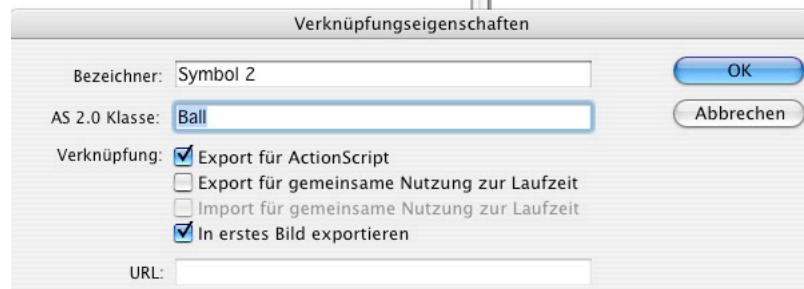 Verknüpfungseigenschaften
Bezeichner: Symbol 2
OK
AS 2.0 Klasse: Ball
Abbrechen
Verknüpfung: Export für ActionScript
Export für gemeinsame Nutzung zur Laufzeit
Import für gemeinsame Nutzung zur Laufzeit
In erstes Bild exportieren
URL: